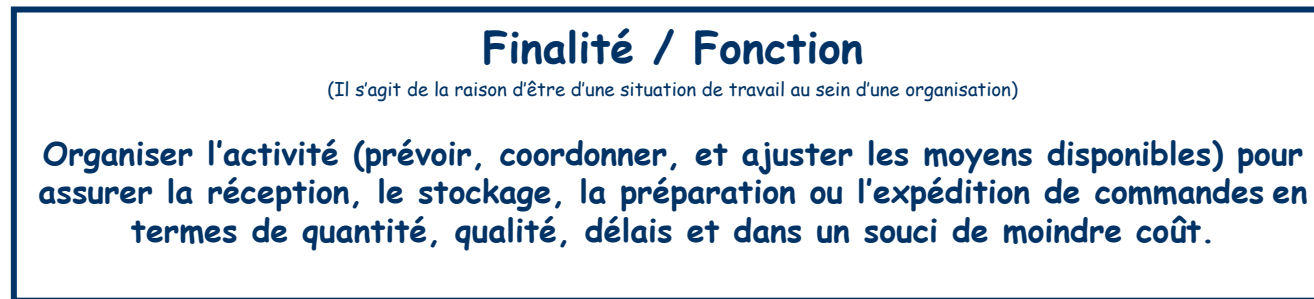 Finalité / Fonction
(Il s’agit de la raison d’être d’une situation de travail au sein d’une organisation)
Organiser l’activité (prévoir, coordonner, et ajuster les moyens disponibles) pour
assurer la réception, le stockage, la préparation ou l’expédition de commandes en
termes de quantité, qualité, délais et dans un souci de moindre coût.